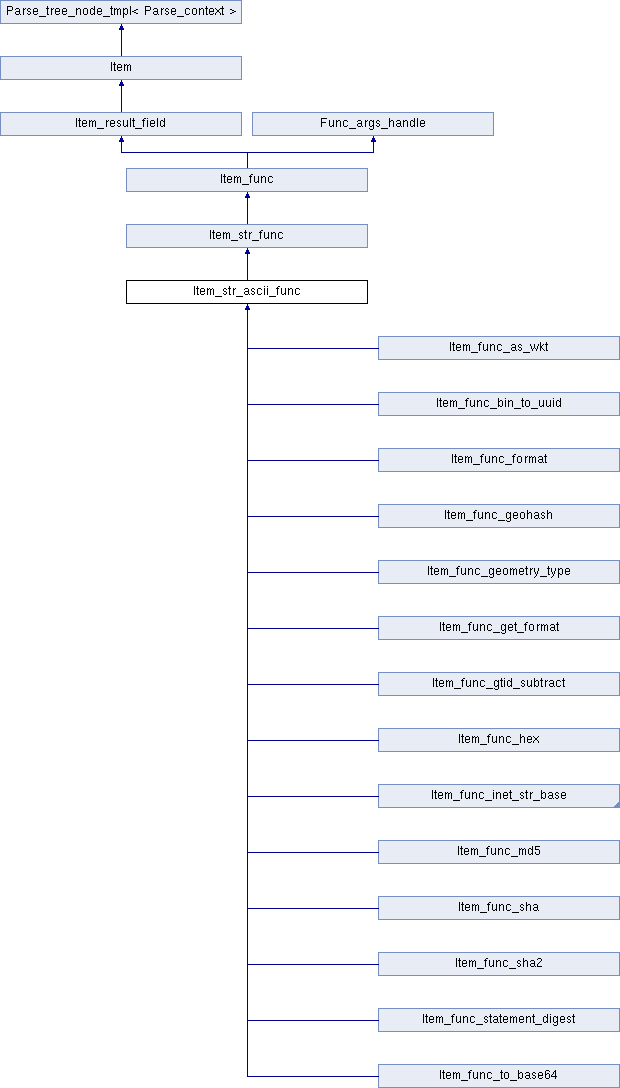 Parse_tree_node_tmpl< Parse_context >
Item
Item_result_field
Func_args_handle
Item_func
Item_str_func
Item_str_ascii_func
Item_func_as_wkt
Item_func_bin_to_uuid
Item_func_format
Item_func_geohash
Item_func_geometry_type
Item_func_get_format
Item_func_gtid_subtract
Item_func_hex
Item_func_inet_str_base
Item_func_md5
Item_func_sha
Item_func_sha2
Item_func_statement_digest
Item_func_to_base64